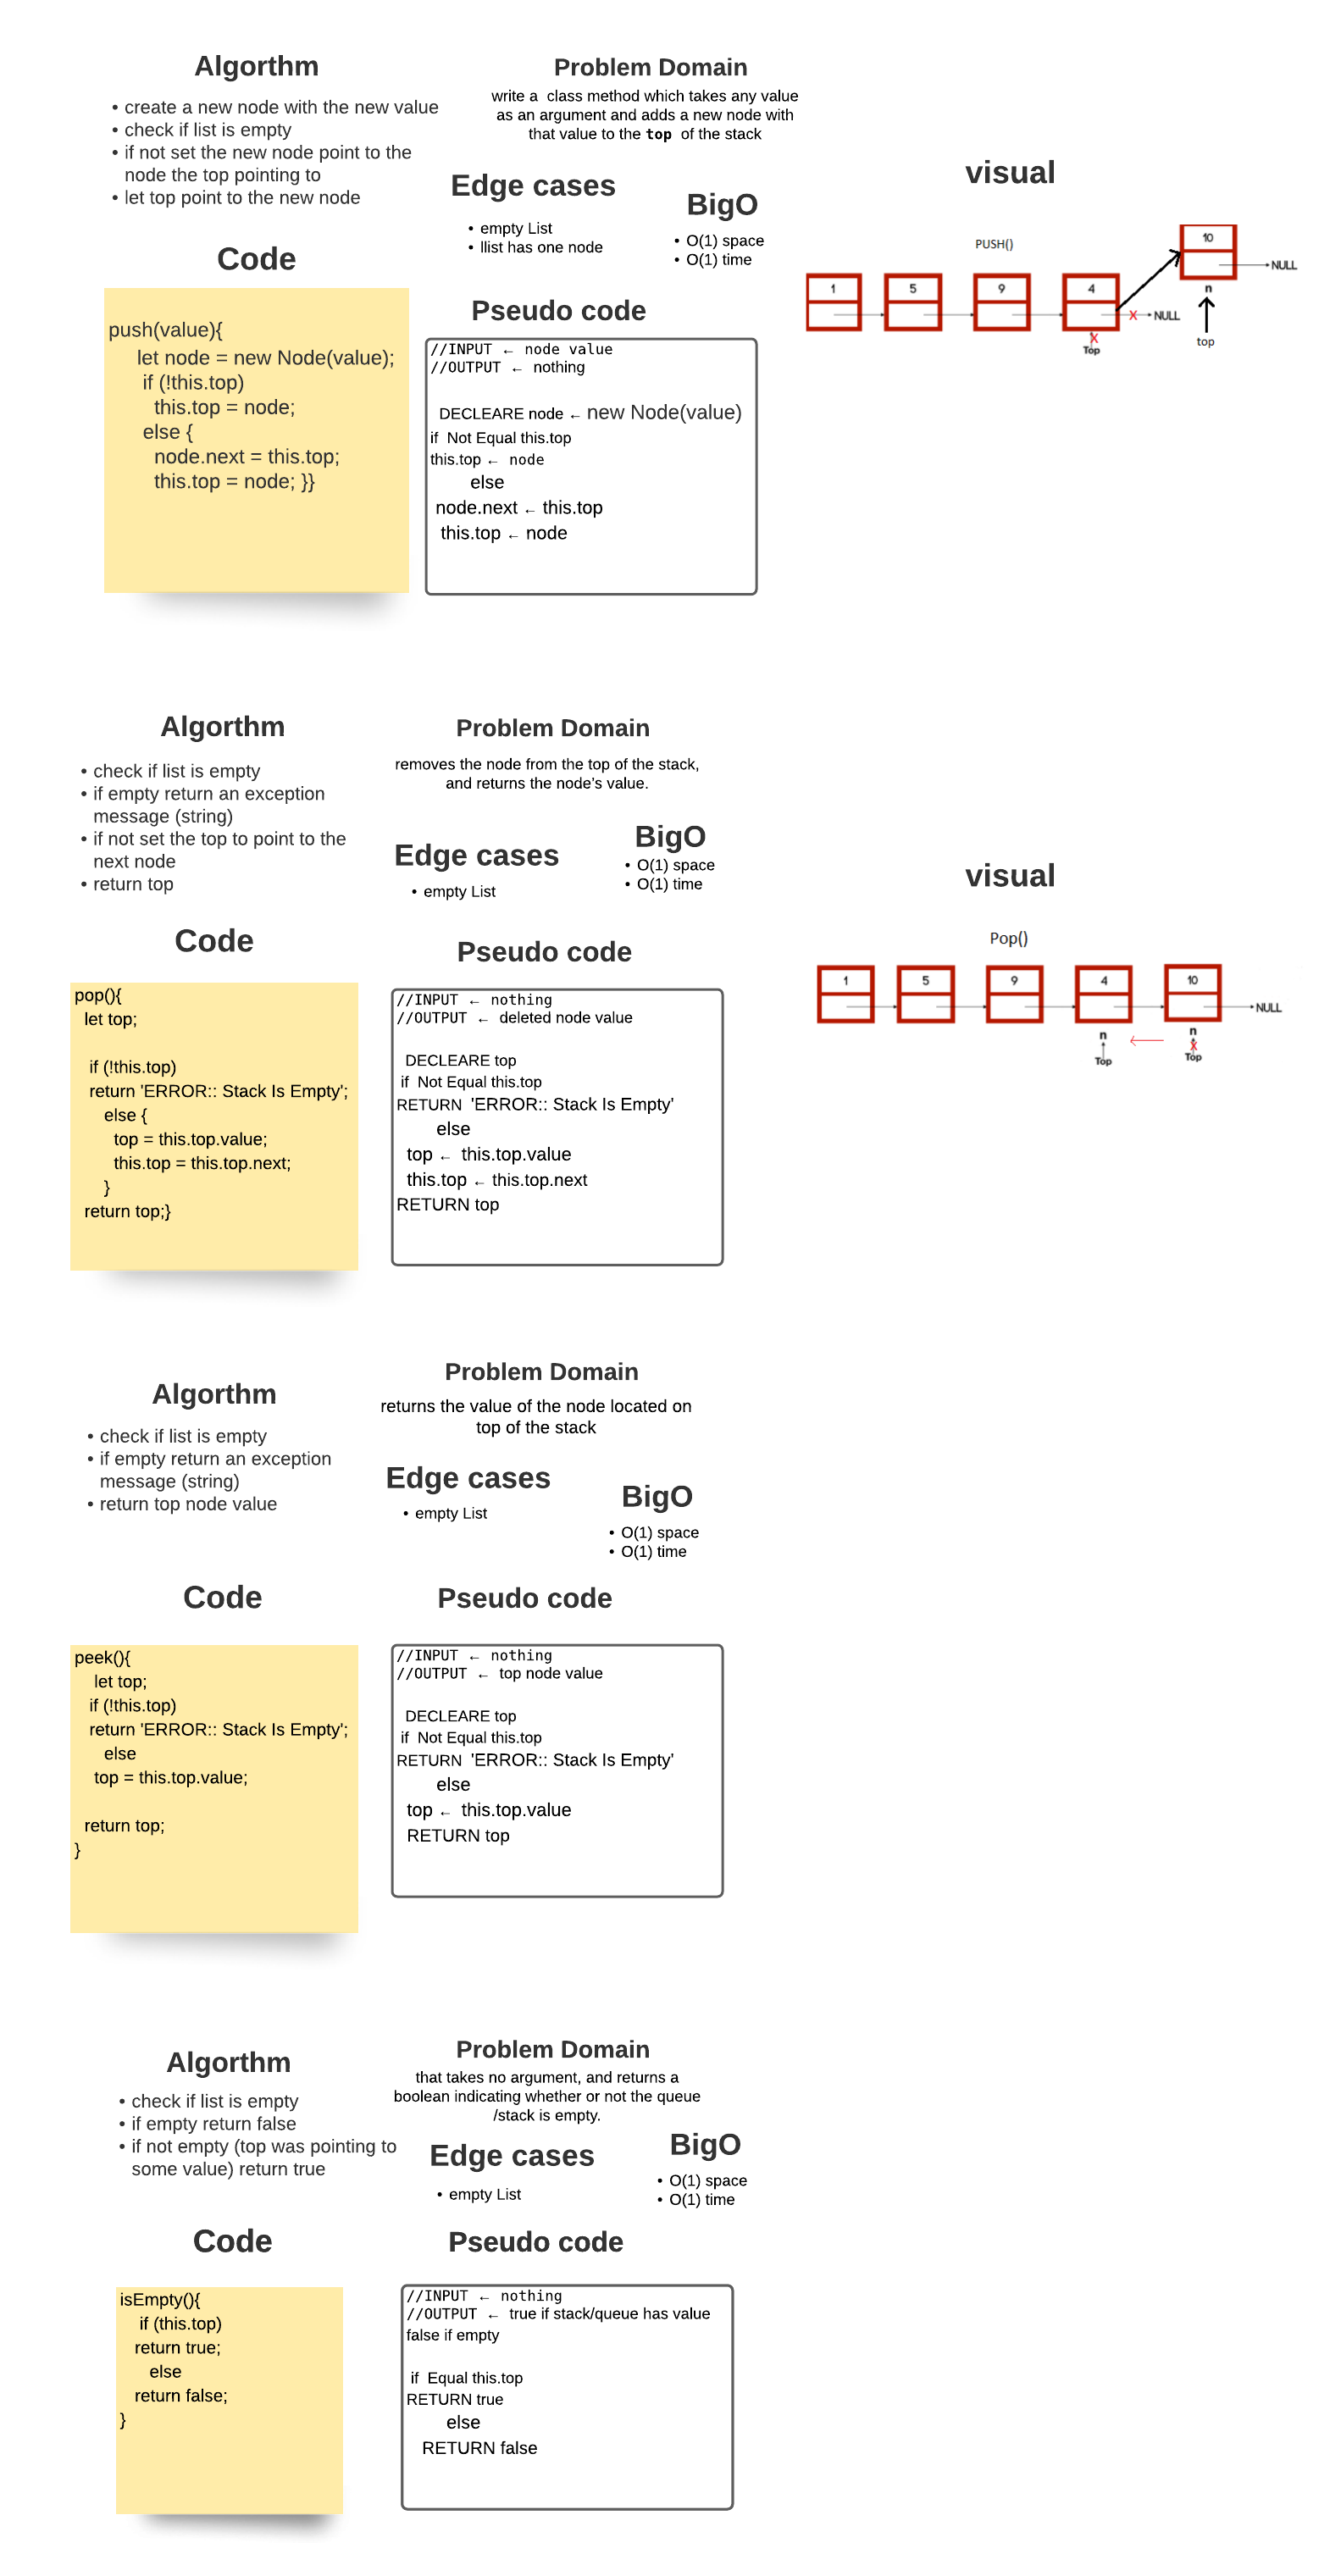 Algorthm
• create a new node with the new value
• check if list is empty
• if not set the new node point to the
node the top pointing to
• let top point to the new node
Problem Domain
write a class method which takes any value
as an argument and adds a new node with
that value to the top of the stack
Edge cases
• empty List
• llist has one node
BigO
• O(1) space
• O(1) time
Code
push(value){
let node = new Node(value);
if (!this.top)
this.top = node;
else {
node.next = this.top;
this.top = node; }}
Pseudo code
//INPUT ← node value
//OUTPUT ← nothing
DECLEARE node ← new Node(value)
if Not Equal this.top
this.top ← node
else
node.next ← this.top
this.top ← node
visual
PUSH()
10
NULL
1 5 9 4
X NULL
n
X
Top
top
Algorthm
• check if list is empty
• if empty return an exception
message (string)
• if not set the top to point to the
next node
• return top
Problem Domain
removes the node from the top of the stack,
and returns the node's value.
Edge cases
• empty List
BigO
• O(1) space
• O(1) time
Code
pop(){
let top;
if (!this.top)
return 'ERROR:: Stack Is Empty';
else {
top = this.top.value;
this.top = this.top.next;
}
return top;}
Pseudo code
//INPUT ← nothing
//OUTPUT ← deleted node value
DECLEARE top
if Not Equal this.top
RETURN 'ERROR:: Stack Is Empty'
else
top ← this.top.value
this.top ← this.top.next
RETURN top
visual
Pop()
1 5 9 4 10
NULL
n n
X
Top Top
Algorthm
• check if list is empty
• if empty return an exception
message (string)
• return top node value
Problem Domain
returns the value of the node located on
top of the stack
Edge cases
• empty List
BigO
• O(1) space
• O(1) time
Code
peek(){
let top;
if (!this.top)
return 'ERROR:: Stack Is Empty';
else
top = this.top.value;
return top;
}
Pseudo code
//INPUT ← nothing
//OUTPUT ← top node value
DECLEARE top
if Not Equal this.top
RETURN 'ERROR:: Stack Is Empty'
else
top ← this.top.value
RETURN top
Algorthm
• check if list is empty
• if empty return false
• if not empty (top was pointing to
some value) return true
Problem Domain
that takes no argument, and returns a
boolean indicating whether or not the queue
/stack is empty.
Edge cases
• empty List
BigO
• O(1) space
• O(1) time
Code
isEmpty(){
if (this.top)
return true;
else
return false;
}
Pseudo code
//INPUT ← nothing
//OUTPUT ← true if stack/queue has value
false if empty
if Equal this.top
RETURN true
else
RETURN false